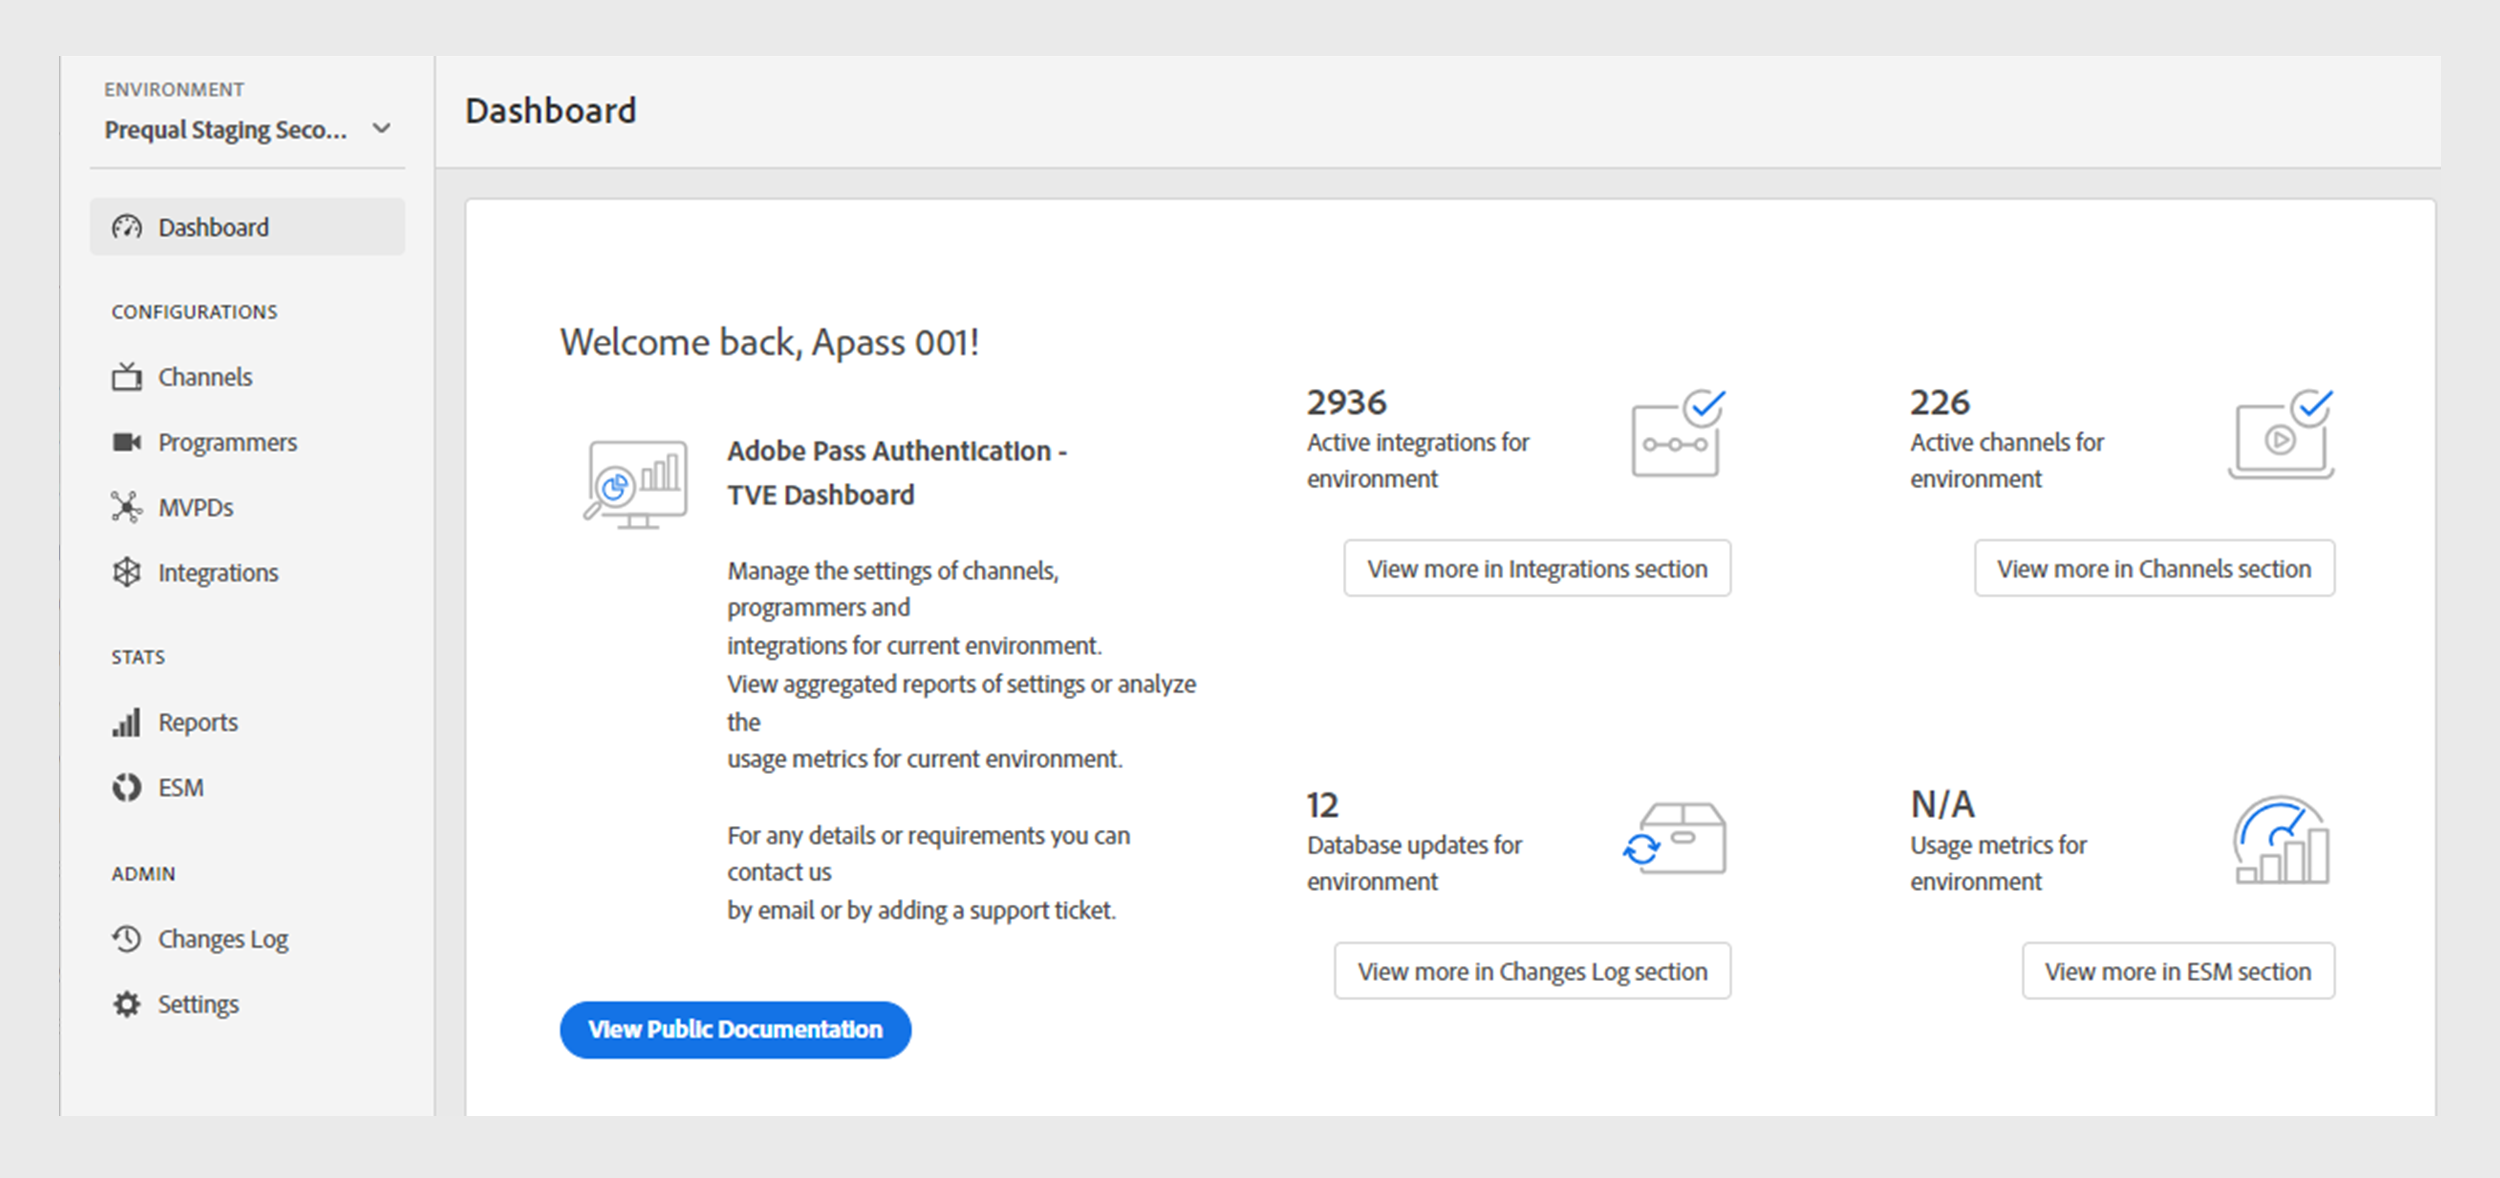 ENVIRONMENT
Prequal Staging Seco...
Dashboard
CONFIGURATIONS
Channels
Programmers
MVPDs
Integrations
STATS
Reports
ESM
ADMIN
Changes Log
Settings
Dashboard
Welcome back, Apass 001!
Adobe Pass Authentication -
TVE Dashboard
Manage the settings of channels,
programmers and
integrations for current environment.
View aggregated reports of settings or analyze
the
usage metrics for current environment.
For any details or requirements you can
contact us
by email or by adding a support ticket.
View Public Documentation
2936
Active integrations for
environment
View more in Integrations section
226
Active channels for
environment
View more in Channels section
12
Database updates for
environment
View more in Changes Log section
N/A
Usage metrics for
environment
View more in ESM section